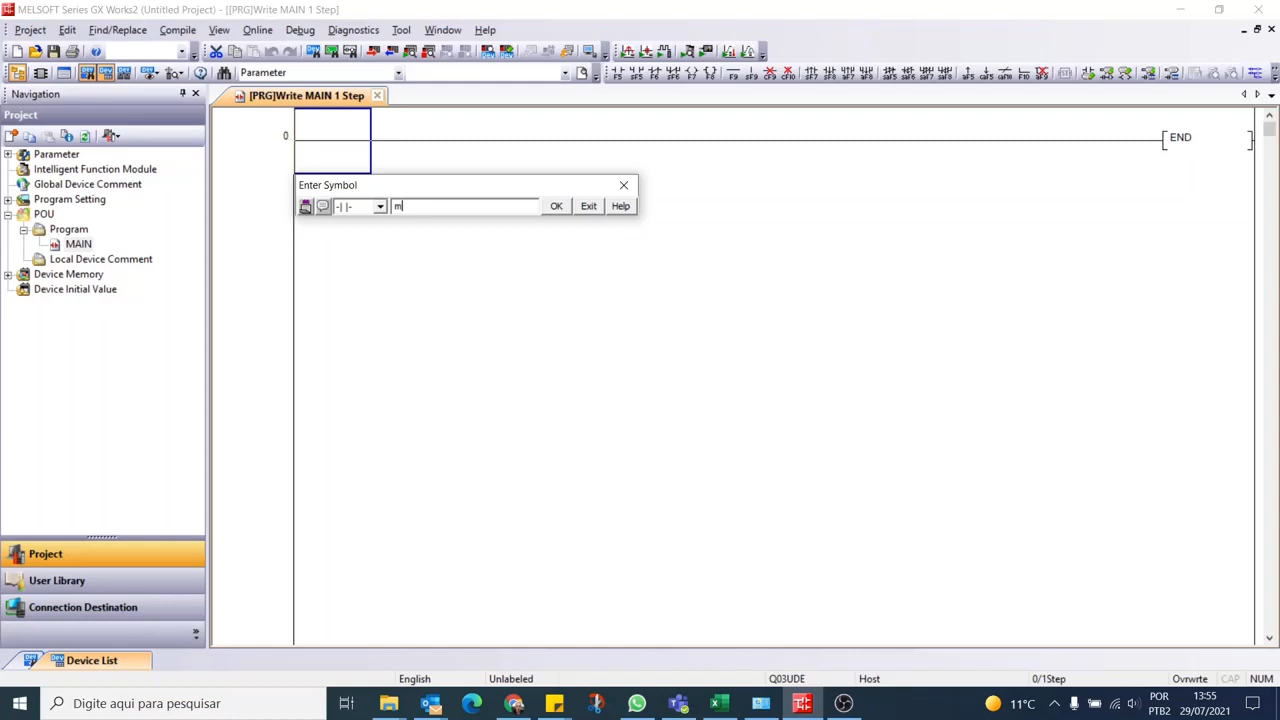 MELSOFT Series GX Works2 (Untitled Project) - [[PRG]Write MAIN 1 Step]
Project Edit Find/Replace Compile View Online Debug Diagnostics Tool Window Help
Parameter
Navigation
[PRG]Write MAIN 1 Step
Project
0
END
Parameter
Intelligent Function Module
Global Device Comment
Program Setting
POU
Program
MAIN
Local Device Comment
Device Memory
Device Initial Value
Enter Symbol
m
OK Exit Help
Project
User Library
Connection Destination
Device List
English Unlabeled Q03UDE Host 0/1Step Ovrwrte CAP NUM
Digite aqui para pesquisar
11°C
POR
PTB2
13:55
29/07/2021